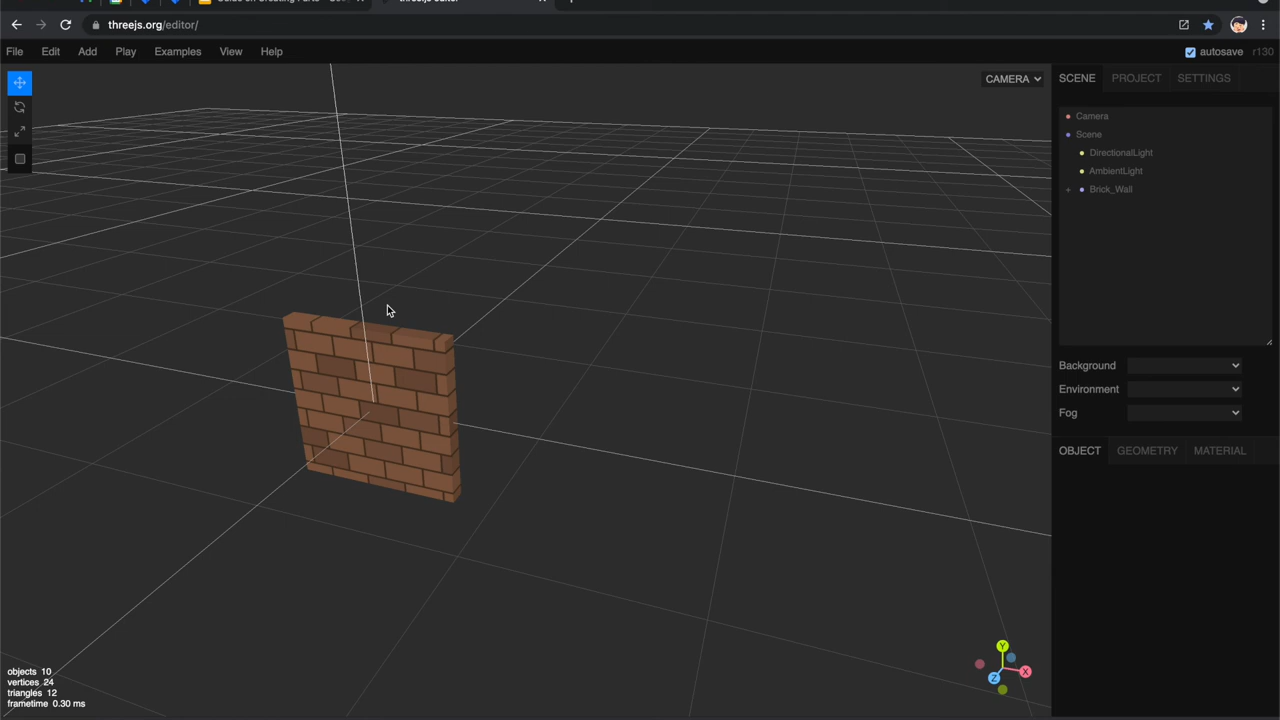 threejs.org/editor/
File Edit Add Play Examples View Help
autosave r130
CAMERA
SCENE PROJECT SETTINGS
Camera
Scene
DirectionalLight
AmbientLight
+ Brick_Wall
Background
Environment
Fog
OBJECT GEOMETRY MATERIAL
Y
X
Z
objects 10
vertices 24
triangles 12
frametime 0.30 ms